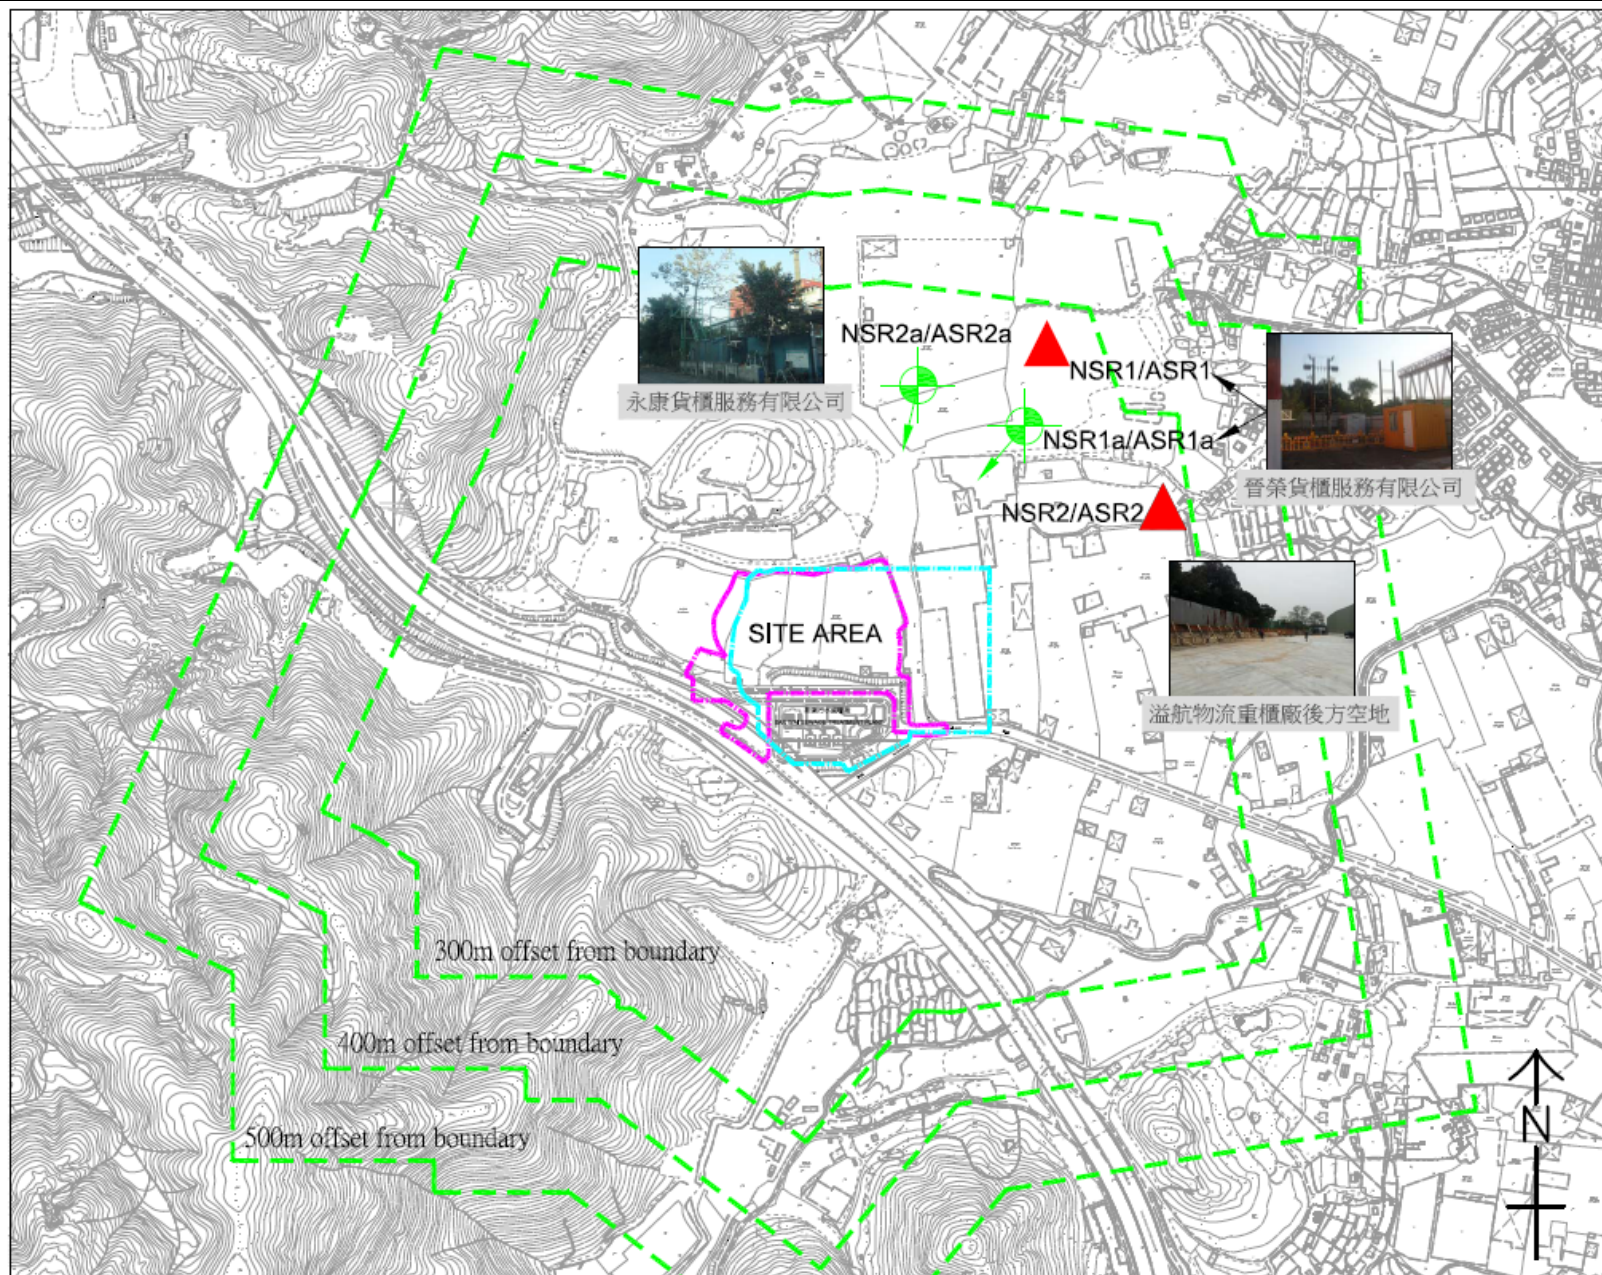 NSR2a/ASR2a
NSR1/ASR1
永康貨櫃服務有限公司
NSR1a/ASR1a
晉榮貨櫃服務有限公司
NSR2/ASR2
SITE AREA
溢航物流重櫃廠後方空地
300m offset from boundary
400m offset from boundary
500m offset from boundary
N